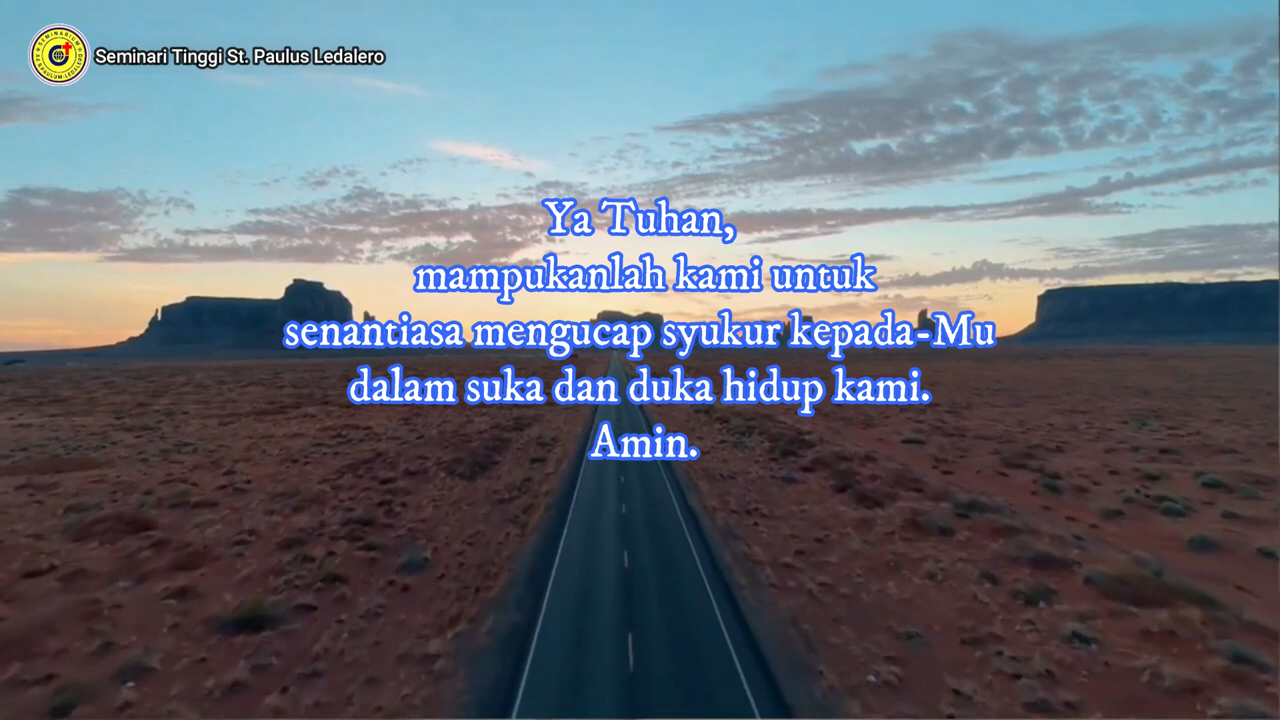 Seminari Tinggi St. Paulus Ledalero
Ya Tuhan,
mampukanlah kami untuk
senantiasa mengucap syukur kepada-Mu
dalam suka dan duka hidup kami.
Amin.